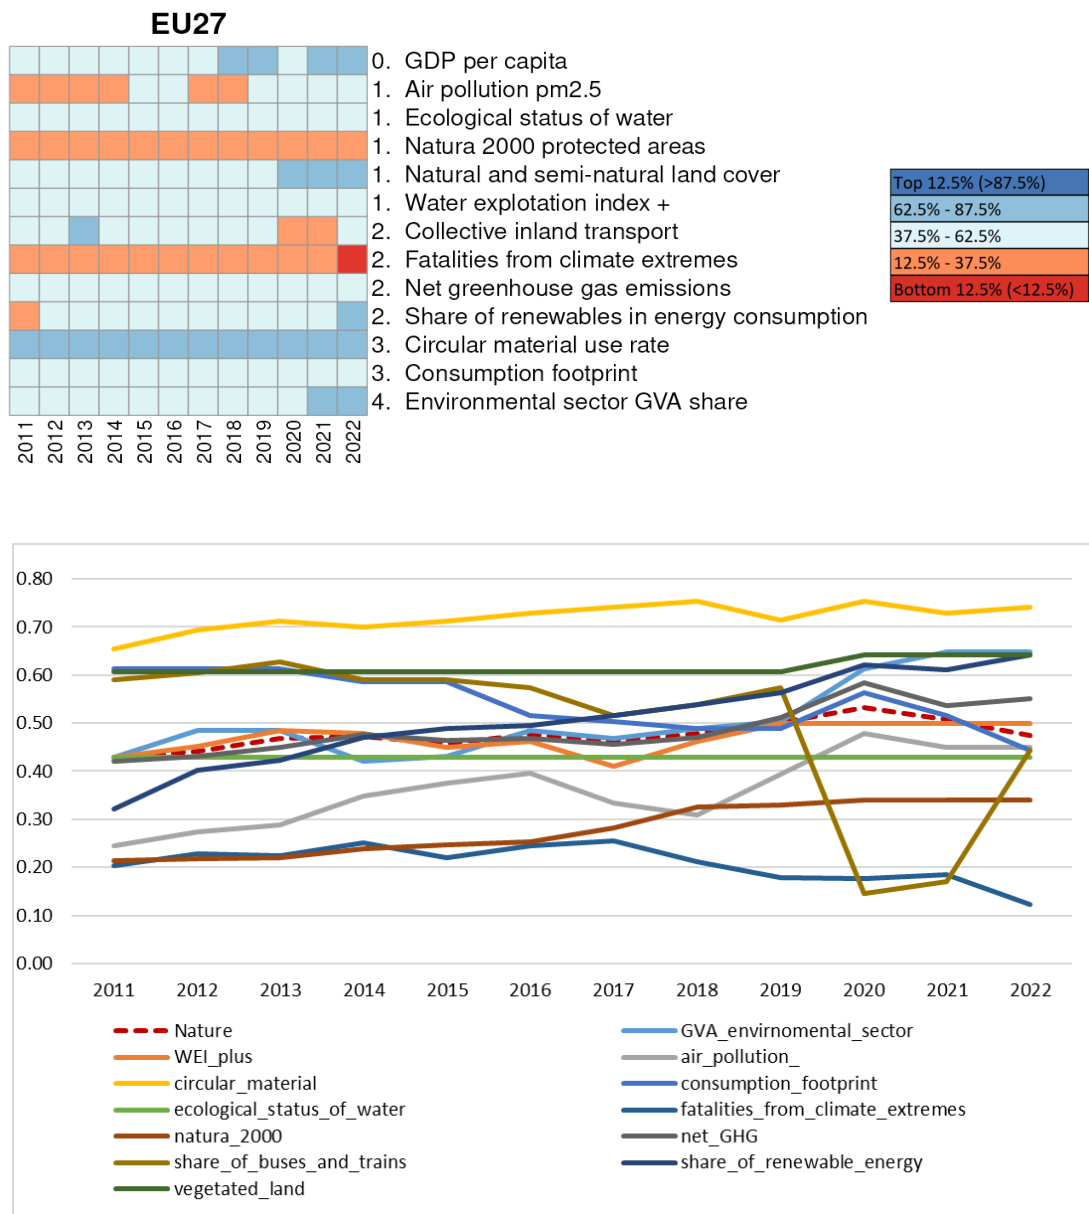 EU27
0. GDP per capita
1. Air pollution pm2.5
1. Ecological status of water
1. Natura 2000 protected areas
1. Natural and semi-natural land cover
1. Water explotation index +
2. Collective inland transport
2. Fatalities from climate extremes
2. Net greenhouse gas emissions
2. Share of renewables in energy consumption
3. Circular material use rate
3. Consumption footprint
4. Environmental sector GVA share
2011 2012 2013 2014 2015 2016 2017 2018 2019 2020 2021 2022
Top 12.5% (>87.5%)
62.5% - 87.5%
37.5% - 62.5%
12.5% - 37.5%
Bottom 12.5% (<12.5%)
0.80
0.70
0.60
0.50
0.40
0.30
0.20
0.10
0.00
2011 2012 2013 2014 2015 2016 2017 2018 2019 2020 2021 2022
Nature GVA_envirnomental_sector
WEI_plus air_pollution_
circular_material consumption_footprint
ecological_status_of_water fatalities_from_climate_extremes
natura_2000 net_GHG
share_of_buses_and_trains share_of_renewable_energy
vegetated_land